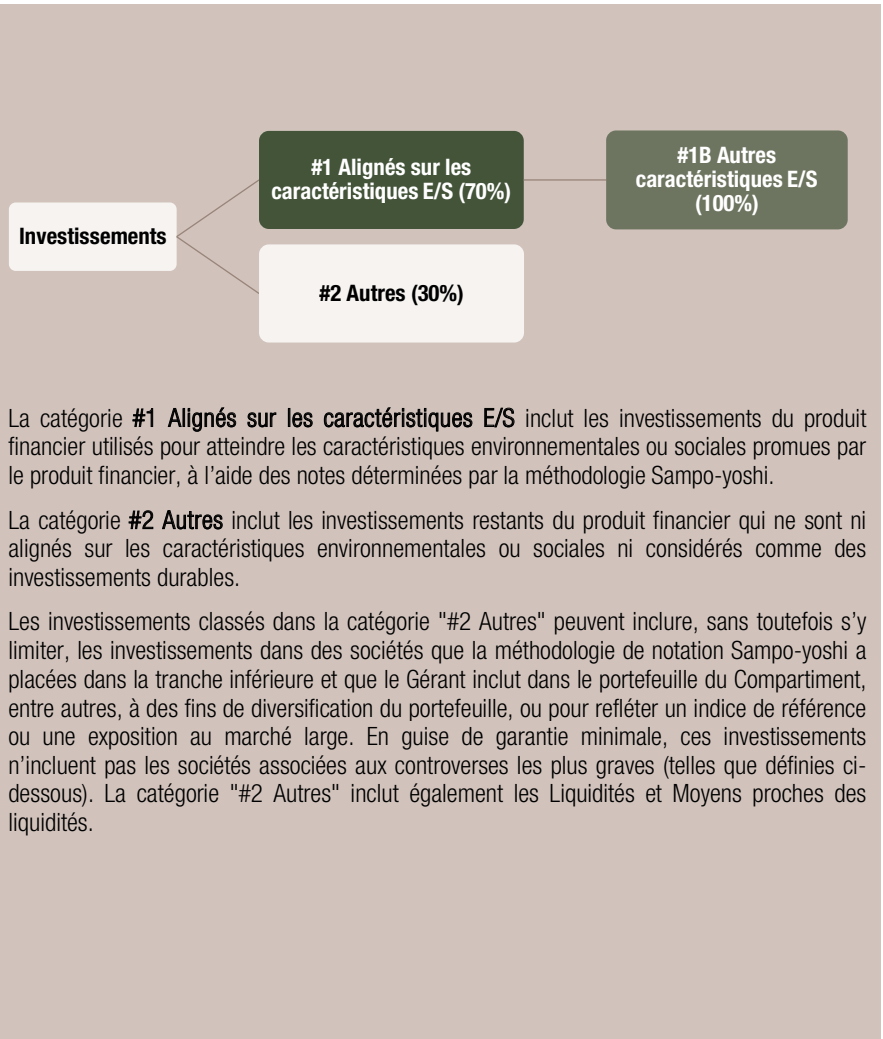 #1 Alignés sur les
caractéristiques E/S (70%)
#1B Autres
caractéristiques E/S
(100%)
Investissements
#2 Autres (30%)
La catégorie #1 Alignés sur les caractéristiques E/S inclut les investissements du produit
financier utilisés pour atteindre les caractéristiques environnementales ou sociales promues par
le produit financier, à l’aide des notes déterminées par la méthodologie Sampo-yoshi.
La catégorie #2 Autres inclut les investissements restants du produit financier qui ne sont ni
alignés sur les caractéristiques environnementales ou sociales ni considérés comme des
investissements durables.
Les investissements classés dans la catégorie "#2 Autres" peuvent inclure, sans toutefois s’y
limiter, les investissements dans des sociétés que la méthodologie de notation Sampo-yoshi a
placées dans la tranche inférieure et que le Gérant inclut dans le portefeuille du Compartiment,
entre autres, à des fins de diversification du portefeuille, ou pour refléter un indice de référence
ou une exposition au marché large. En guise de garantie minimale, ces investissements
n’incluent pas les sociétés associées aux controverses les plus graves (telles que définies ci-
dessous). La catégorie "#2 Autres" inclut également les Liquidités et Moyens proches des
liquidités.